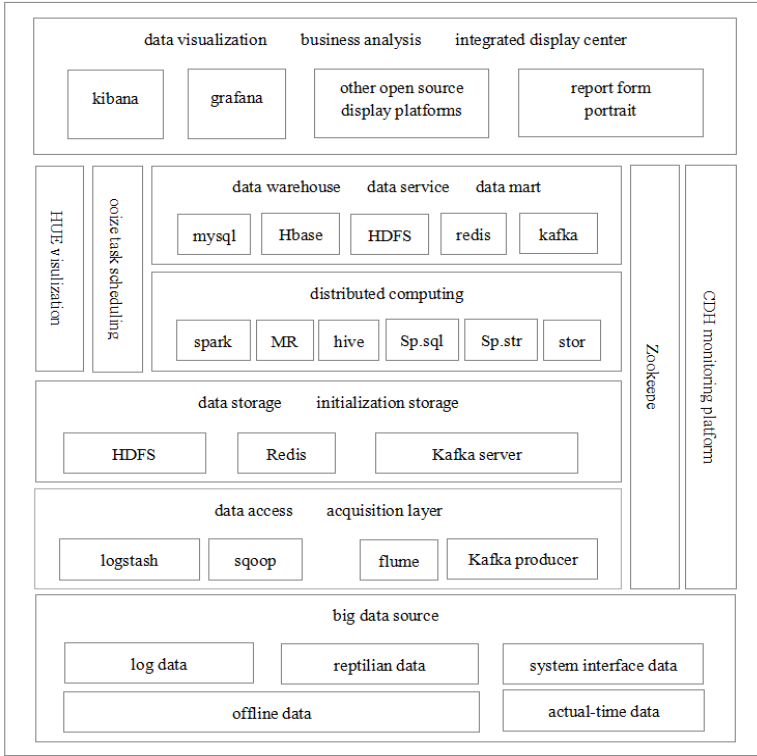 data visualization business analysis integrated display center
kibana
grafana
other open source
display platforms
report form
portrait
HUE visulization
ooize task scheduling
data warehouse data service data mart
mysql
Hbase
HDFS
redis
kafka
distributed computing
spark
MR
hive
Sp.sql
Sp.str
stor
data storage initialization storage
HDFS
Redis
Kafka server
data access acquisition layer
logstash
sqoop
flume
Kafka producer
Zookeepe
CDH monitoring platform
big data source
log data
reptilian data
system interface data
offline data
actual-time data